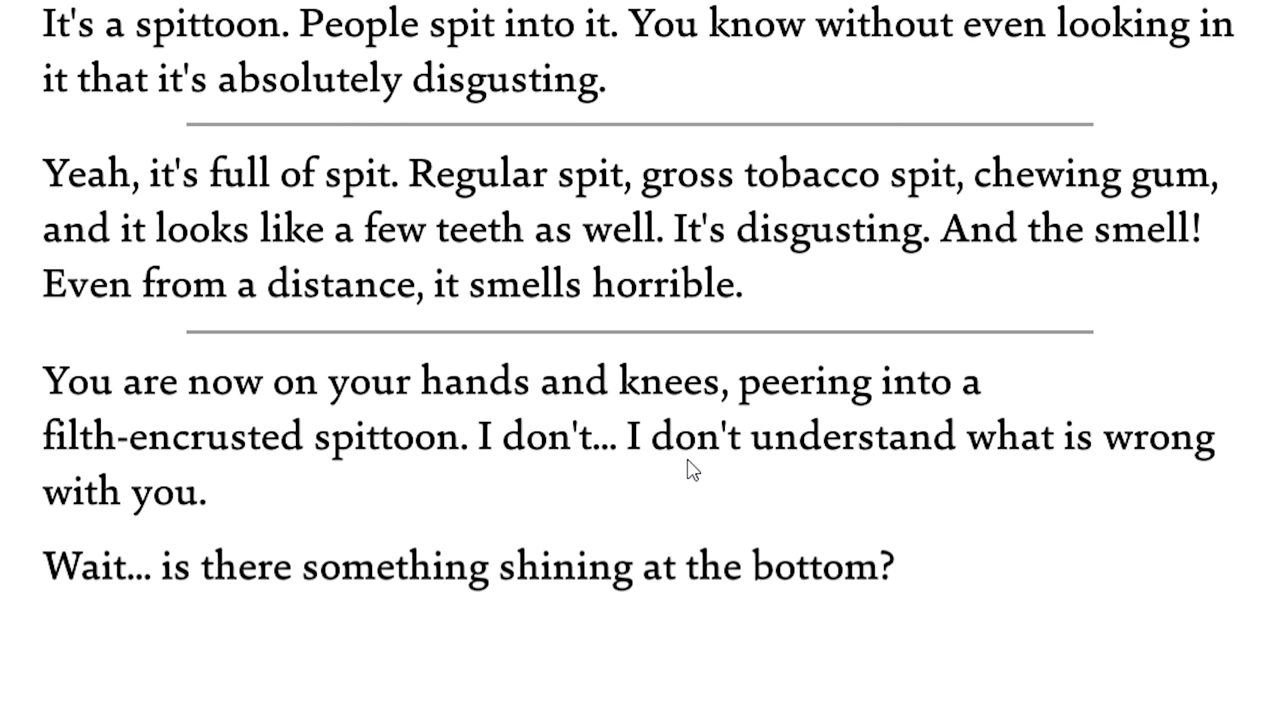 It's a spittoon. People spit into it. You know without even looking in
it that it's absolutely disgusting.
Yeah, it's full of spit. Regular spit, gross tobacco spit, chewing gum,
and it looks like a few teeth as well. It's disgusting. And the smell!
Even from a distance, it smells horrible.
You are now on your hands and knees, peering into a
filth-encrusted spittoon. I don't... I don't understand what is wrong
with you.
Wait... is there something shining at the bottom?